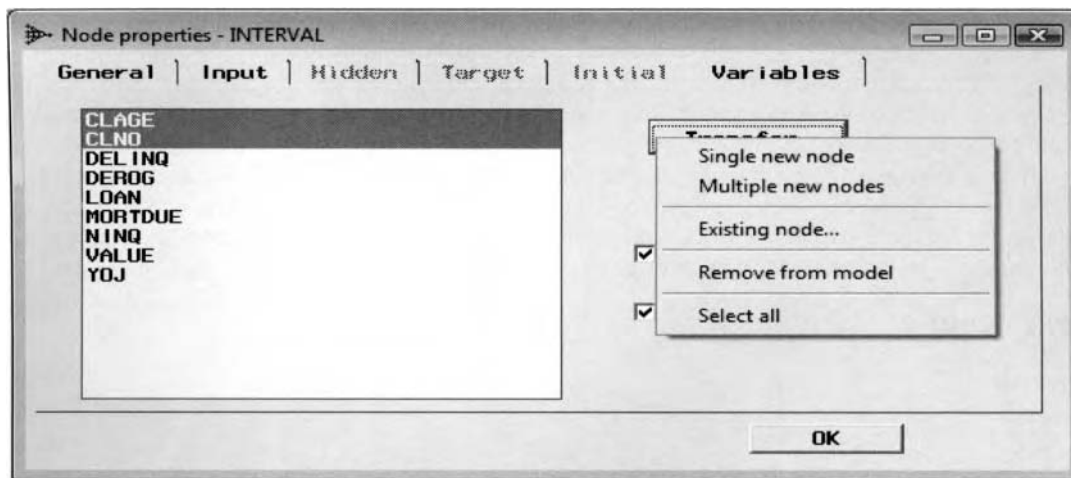 Node properties - INTERVAL
General Input Hidden Target Initial Variables
CLAGE
CLNO
DELINQ
DEROG
LOAN
MORTDUE
NINQ
VALUE
YOJ
Single new node
Multiple new nodes
Existing node...
Remove from model
Select all
OK